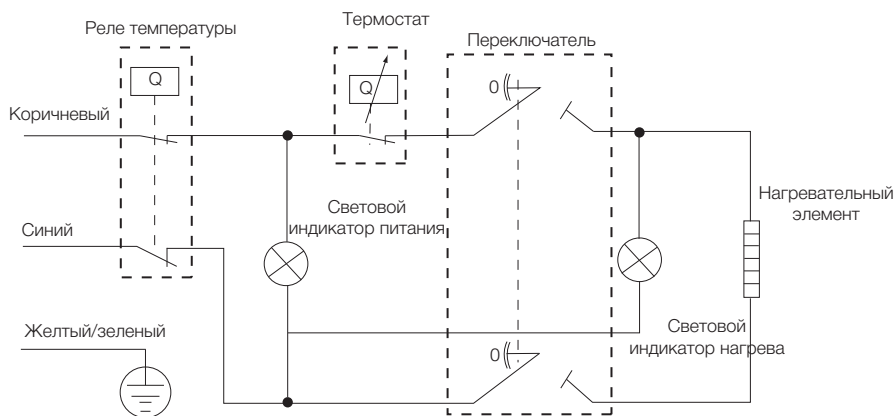 Реле температуры
Термостат
Переключатель
Q
Q
0
Коричневый
Световой
индикатор питания
Нагревательный
элемент
Синий
Желтый/зеленый
Световой
индикатор нагрева
0